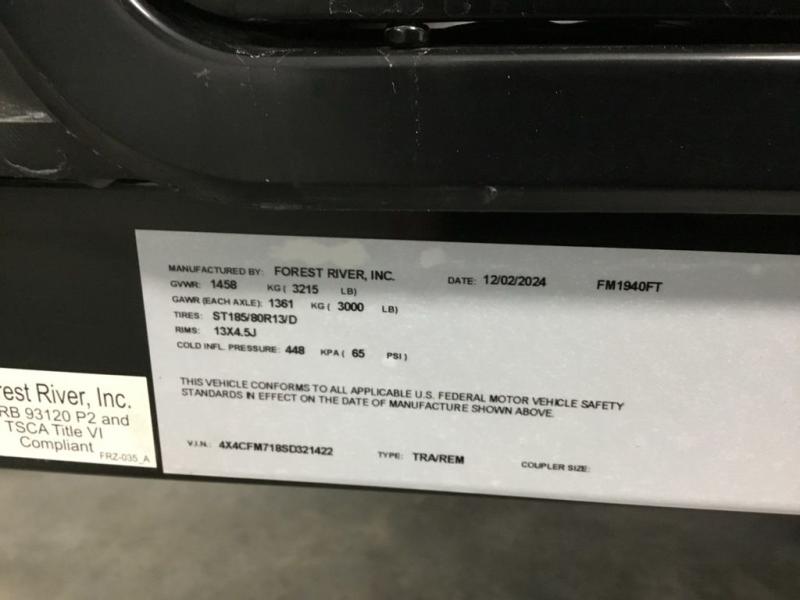 MANUFACTURED BY: FOREST RIVER, INC. DATE: 12/02/2024 FM1940FT
GVWR: 1458 KG ( 3215 LB)
GAWR (EACH AXLE): 1361 KG ( 3000 LB)
TIRES: ST185/80R13/D
RIMS: 13X4.5J
COLD INFL. PRESSURE: 448 KPA ( 65 PSI )
THIS VEHICLE CONFORMS TO ALL APPLICABLE U.S. FEDERAL MOTOR VEHICLE SAFETY
STANDARDS IN EFFECT ON THE DATE OF MANUFACTURE SHOWN ABOVE.
V.I.N.: 4X4CFM718SD321422 TYPE: TRA/REM COUPLER SIZE:
rest River, Inc.
RB 93120 P2 and
TSCA Title VI
Compliant
FRZ-035_A